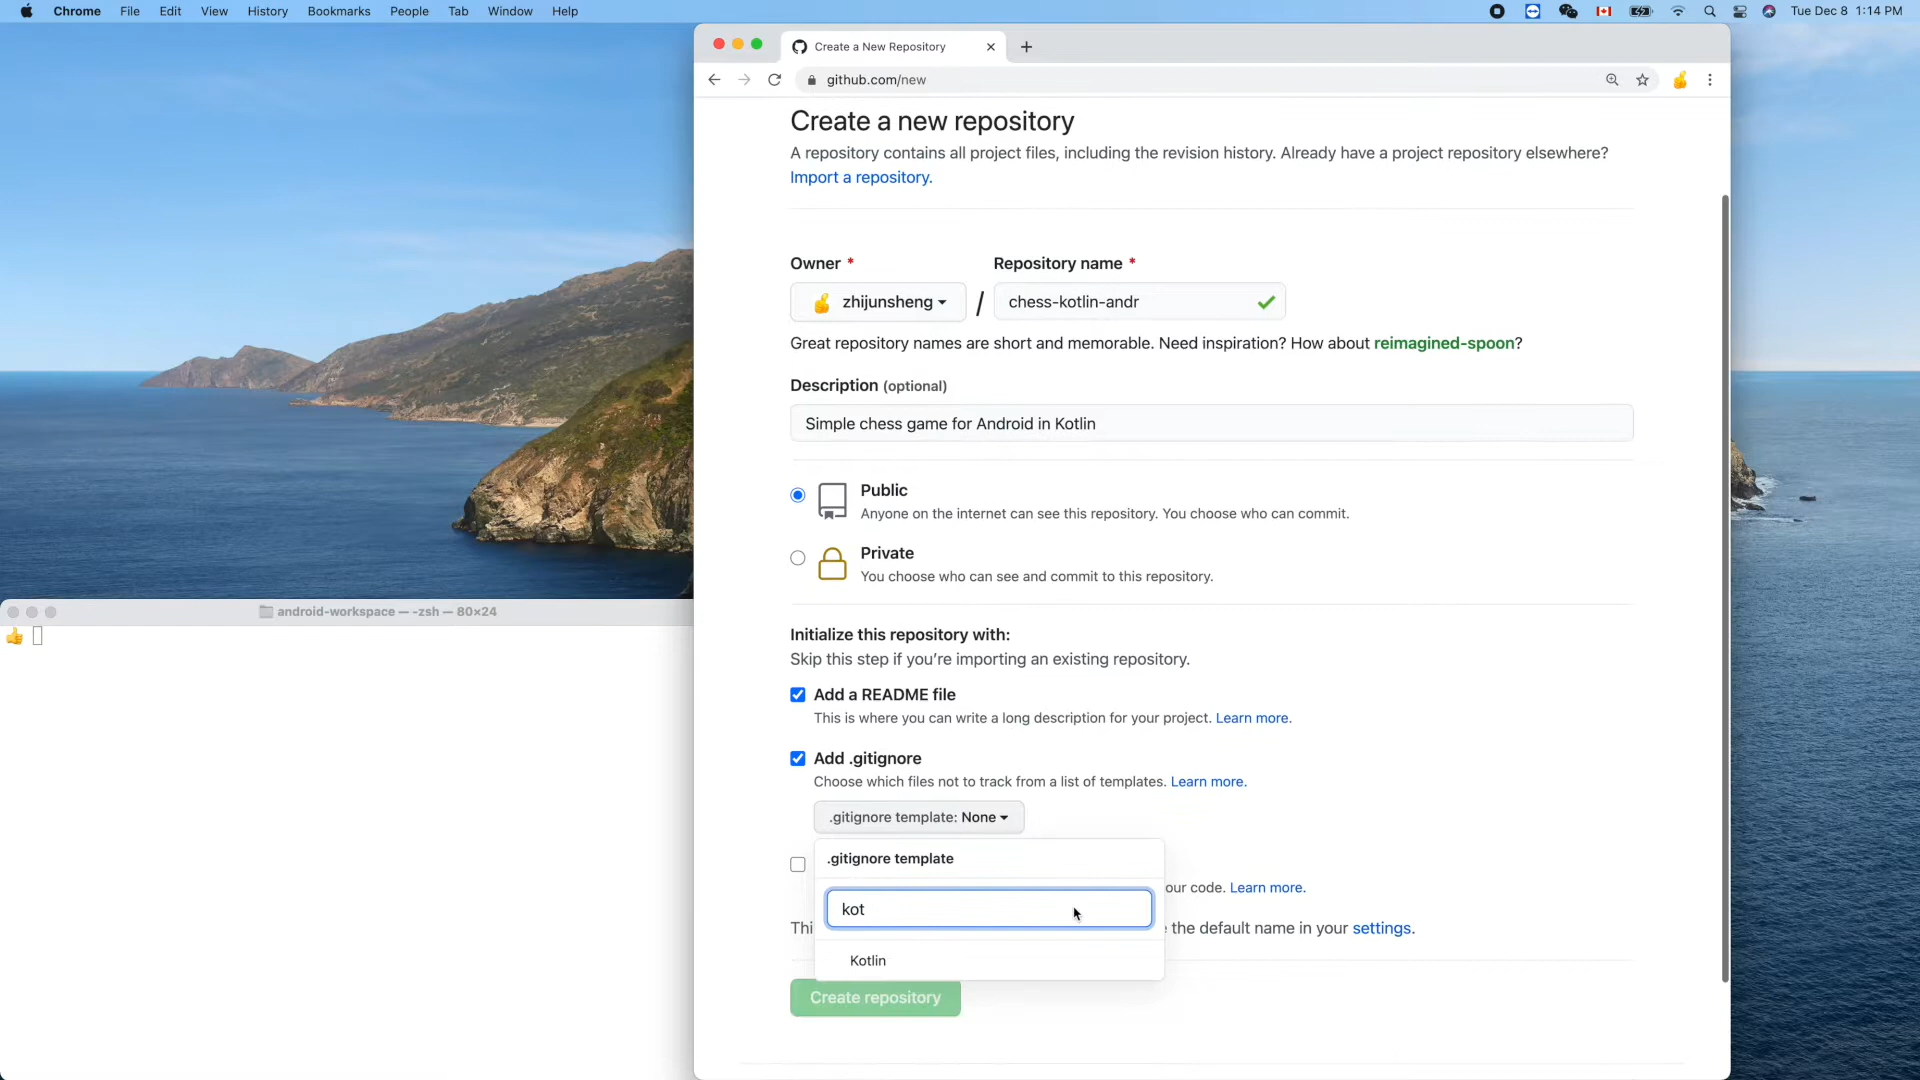 Chrome File Edit View History Bookmarks People Tab Window Help Tue Dec 8 1:14 PM
Create a New Repository
github.com/new
Create a new repository
A repository contains all project files, including the revision history. Already have a project repository elsewhere?
Import a repository.
Owner * Repository name *
zhijunsheng / chess-kotlin-andr
Great repository names are short and memorable. Need inspiration? How about reimagined-spoon?
Description (optional)
Simple chess game for Android in Kotlin
Public
Anyone on the internet can see this repository. You choose who can commit.
Private
You choose who can see and commit to this repository.
android-workspace — -zsh — 80×24
Initialize this repository with:
Skip this step if you're importing an existing repository.
Add a README file
This is where you can write a long description for your project. Learn more.
Add .gitignore
Choose which files not to track from a list of templates. Learn more.
.gitignore template: None
.gitignore template
our code. Learn more.
kot
Thi the default name in your settings.
Kotlin
Create repository